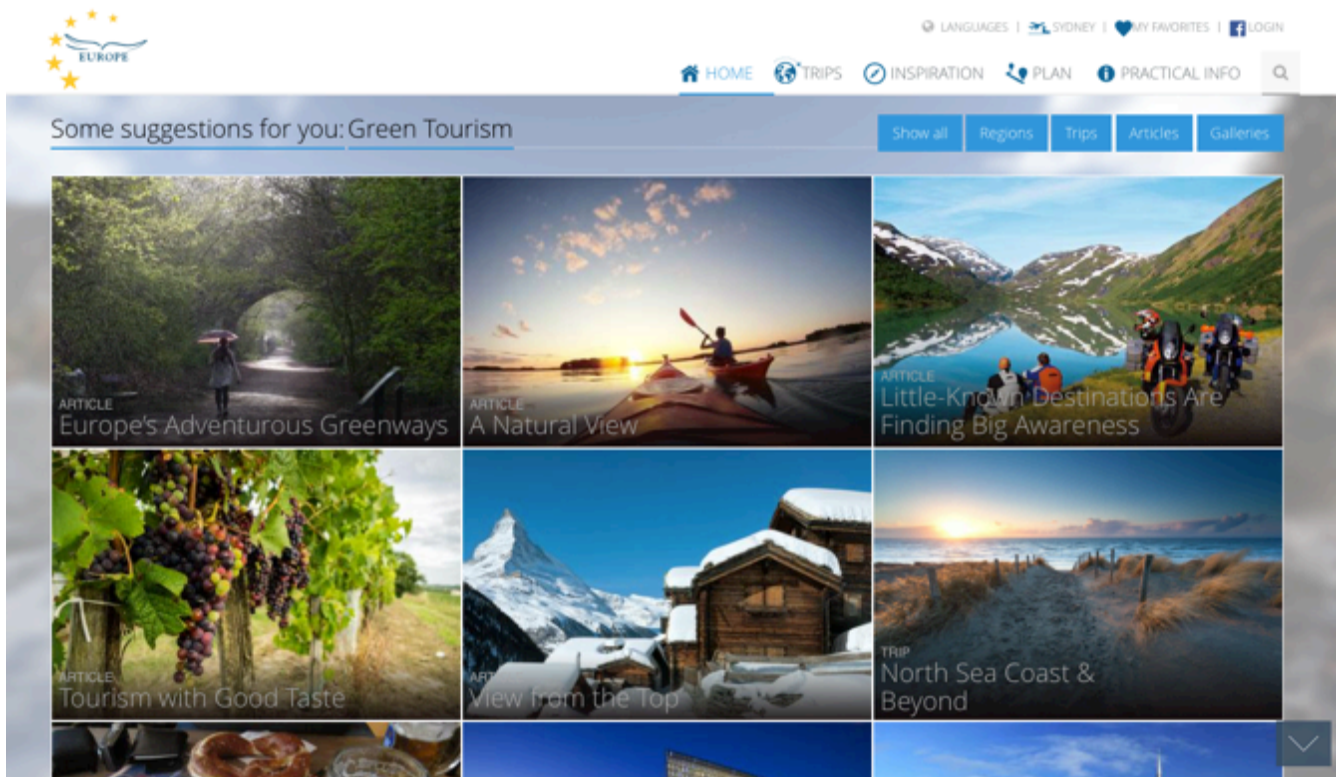 EUROPE
LANGUAGES | SYDNEY | MY FAVORITES | LOGIN
HOME TRIPS INSPIRATION PLAN PRACTICAL INFO
Some suggestions for you: Green Tourism
Show all Regions Trips Articles Galleries
ARTICLE
Europe's Adventurous Greenways
ARTICLE
A Natural View
ARTICLE
Little-Known Destinations Are
Finding Big Awareness
ARTICLE
Tourism with Good Taste
ART
View from the Top
TRIP
North Sea Coast &
Beyond